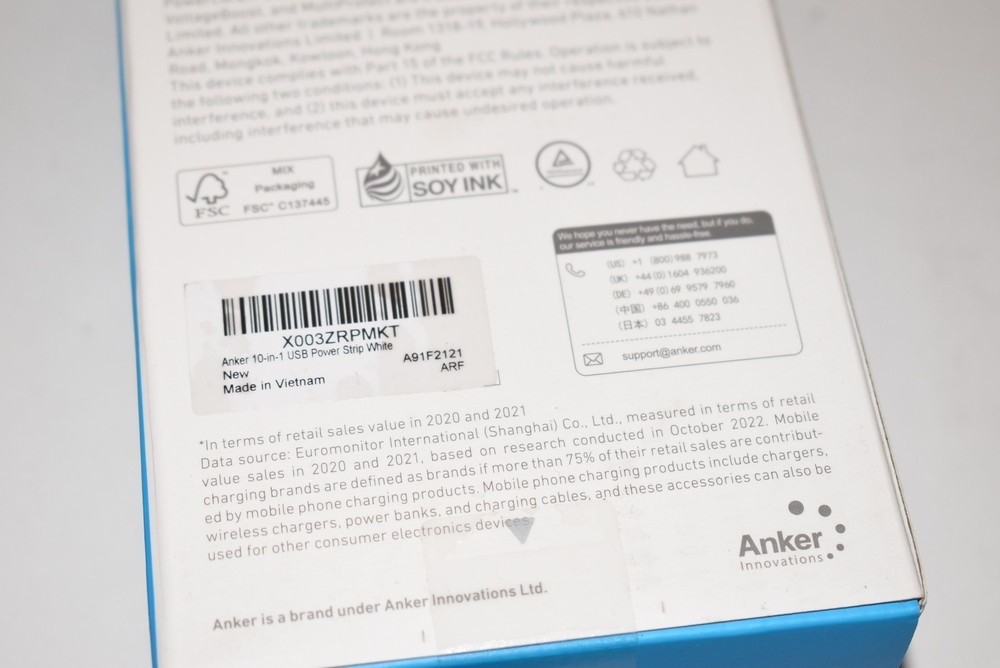 VoltageBoost, and MultiProtect are
Limited. All other trademarks are the property of their
Anker Innovations Limited | Room 1318-19, Hollywood Plaza, 610 Nathan
Road, Mongkok, Kowloon, Hong Kong
This device complies with Part 15 of the FCC Rules. Operation is subject to
the following two conditions: (1) This device may not cause harmful
interference, and (2) this device must accept any interference received,
including interference that may cause undesired operation.
FSC
MIX
Packaging
FSC® C137445
PRINTED WITH
SOY INK™
We hope you never have the need, but if you do,
our service is friendly and hassle-free.
(US) +1 (800) 988 7973
(UK) +44 (0) 1604 936200
(DE) +49 (0) 69 9579 7960
(中国) +86 400 0550 036
(日本) 03 4455 7823
support@anker.com
X003ZRPMKT
Anker 10-in-1 USB Power Strip White
New
Made in Vietnam
A91F2121
ARF
*In terms of retail sales value in 2020 and 2021
Data source: Euromonitor International (Shanghai) Co., Ltd., measured in terms of retail
value sales in 2020 and 2021, based on research conducted in October 2022. Mobile
charging brands are defined as brands if more than 75% of their retail sales are contribut-
ed by mobile phone charging products. Mobile phone charging products include chargers,
wireless chargers, power banks, and charging cables, and these accessories can also be
used for other consumer electronics devices.
Anker
Innovations
Anker is a brand under Anker Innovations Ltd.